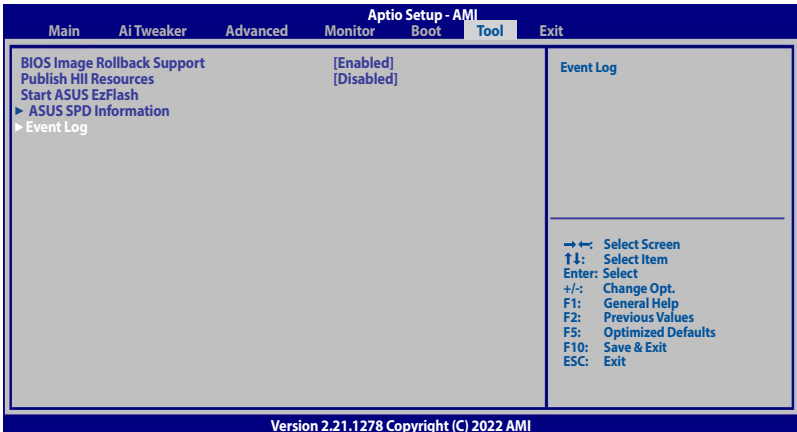 Aptio Setup - AMI
Main Ai Tweaker Advanced Monitor Boot Tool Exit
BIOS Image Rollback Support [Enabled]
Publish HII Resources [Disabled]
Start ASUS EzFlash
► ASUS SPD Information
► Event Log
Event Log
→←: Select Screen
↑↓: Select Item
Enter: Select
+/-: Change Opt.
F1: General Help
F2: Previous Values
F5: Optimized Defaults
F10: Save & Exit
ESC: Exit
Version 2.21.1278 Copyright (C) 2022 AMI